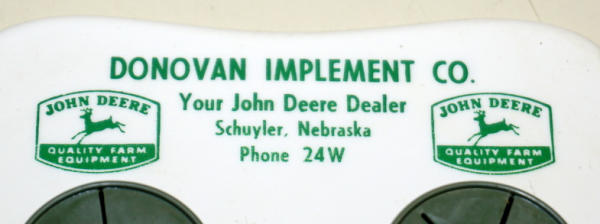 DONOVAN IMPLEMENT CO.
Your John Deere Dealer
Schuyler, Nebraska
Phone 24W
JOHN DEERE
QUALITY FARM
EQUIPMENT
JOHN DEERE
QUALITY FARM
EQUIPMENT